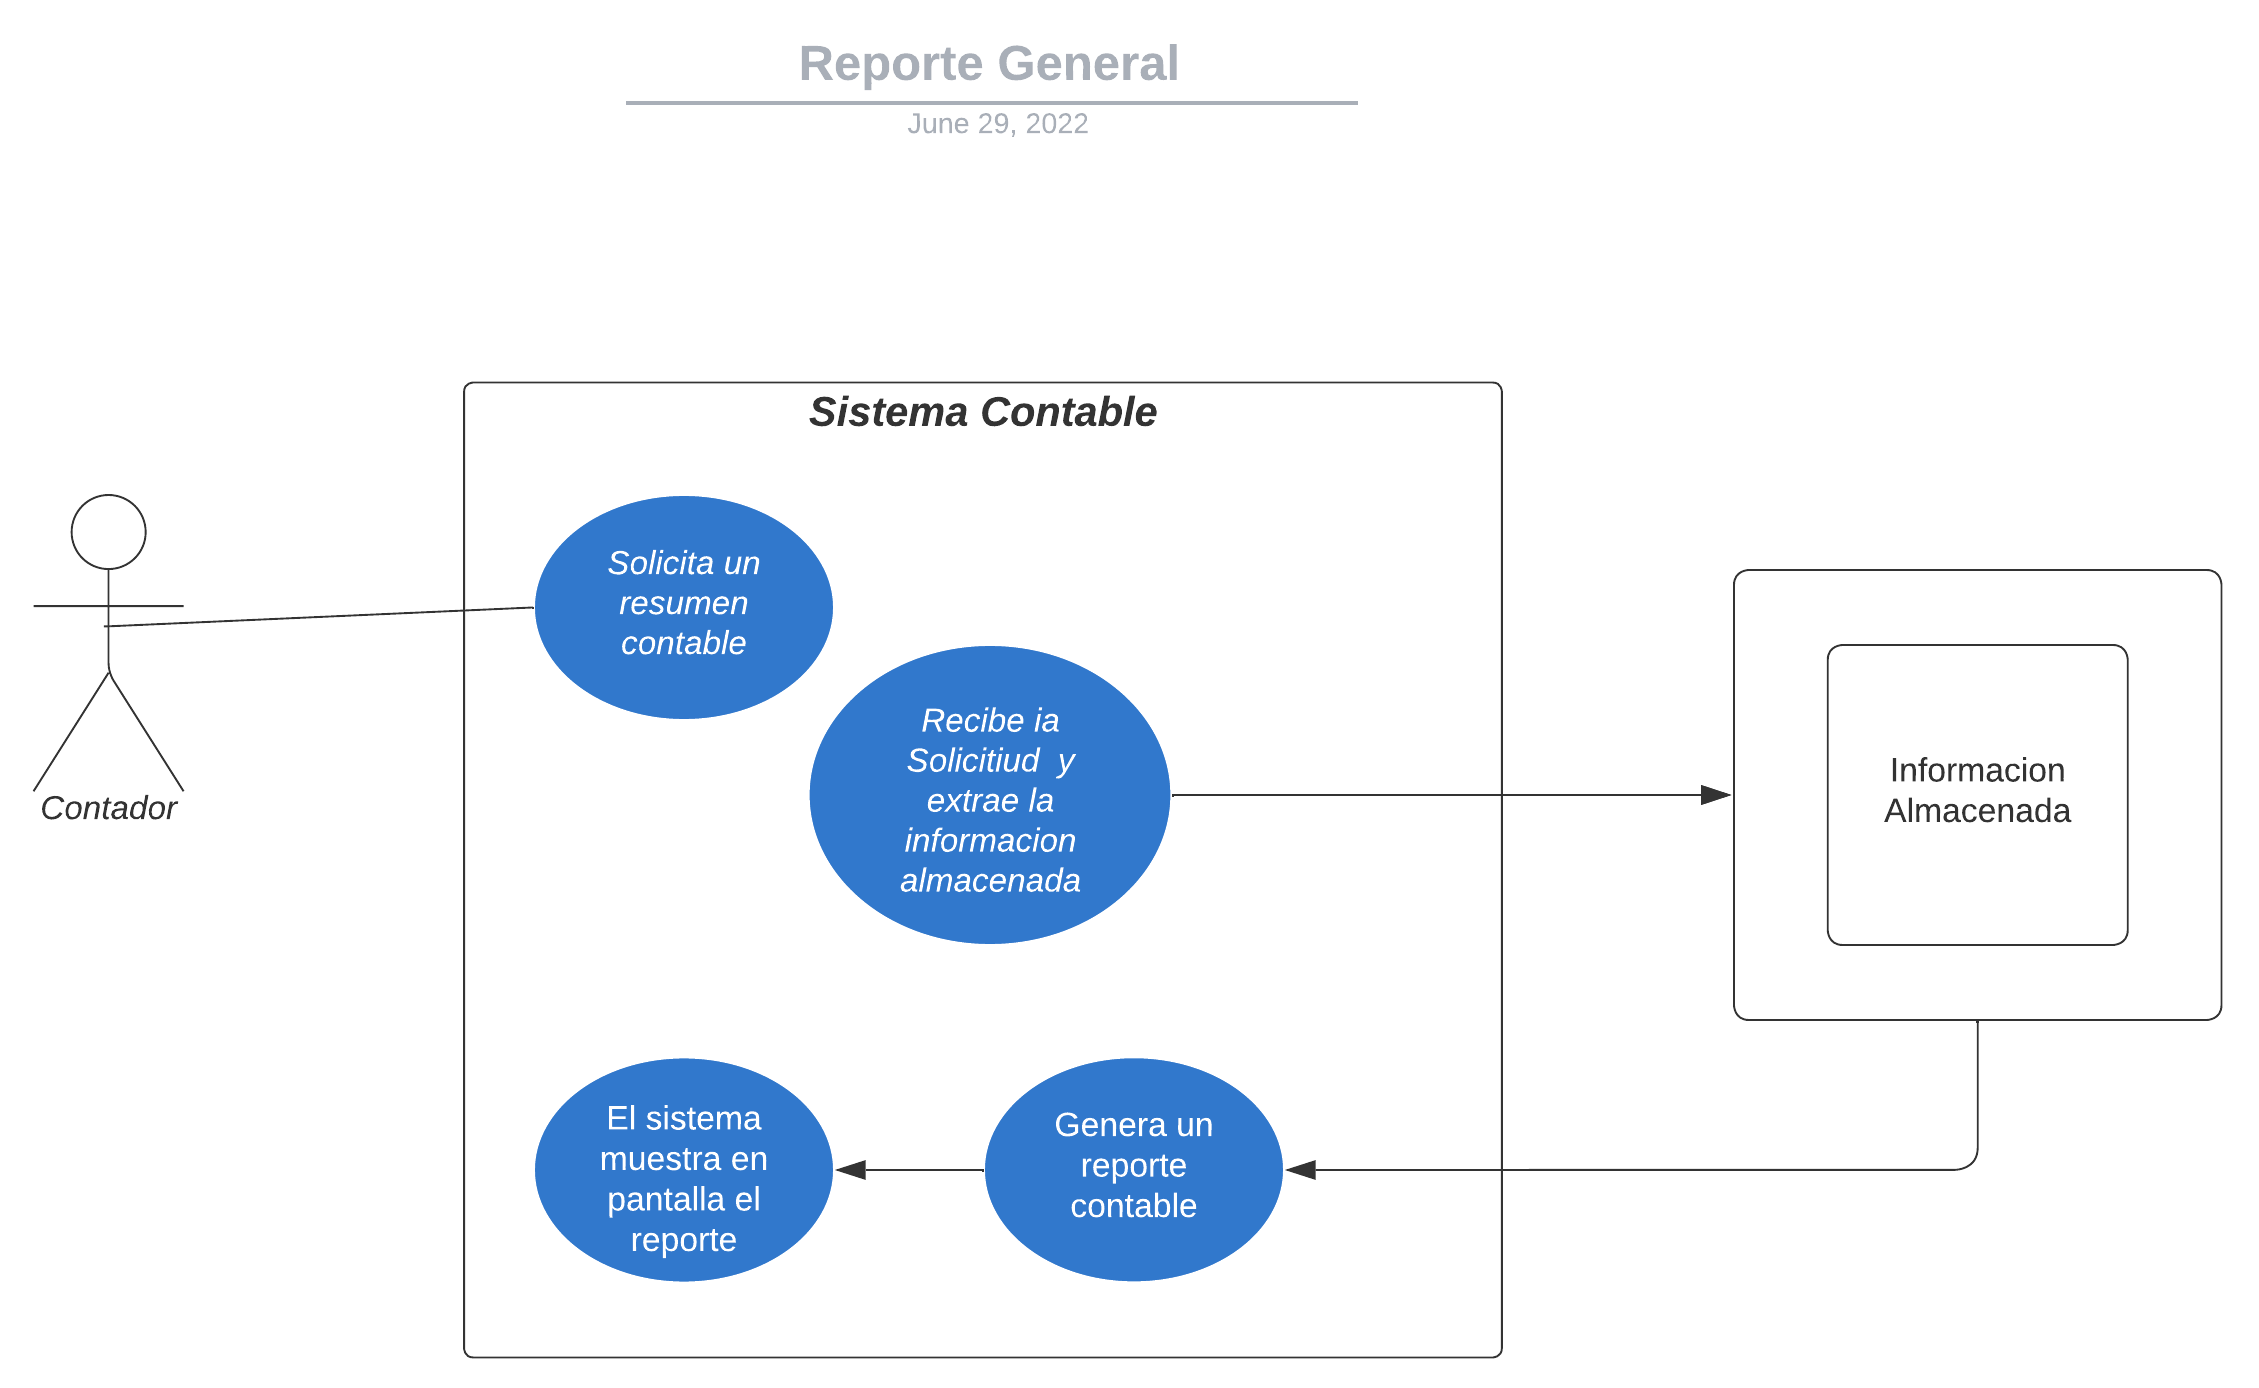 Reporte General
June 29, 2022
Sistema Contable
Solicita un
resumen
contable
Recibe ia
Solicitiud y
extrae la
informacion
almacenada
Contador
Informacion
Almacenada
El sistema
muestra en
pantalla el
reporte
Genera un
reporte
contable